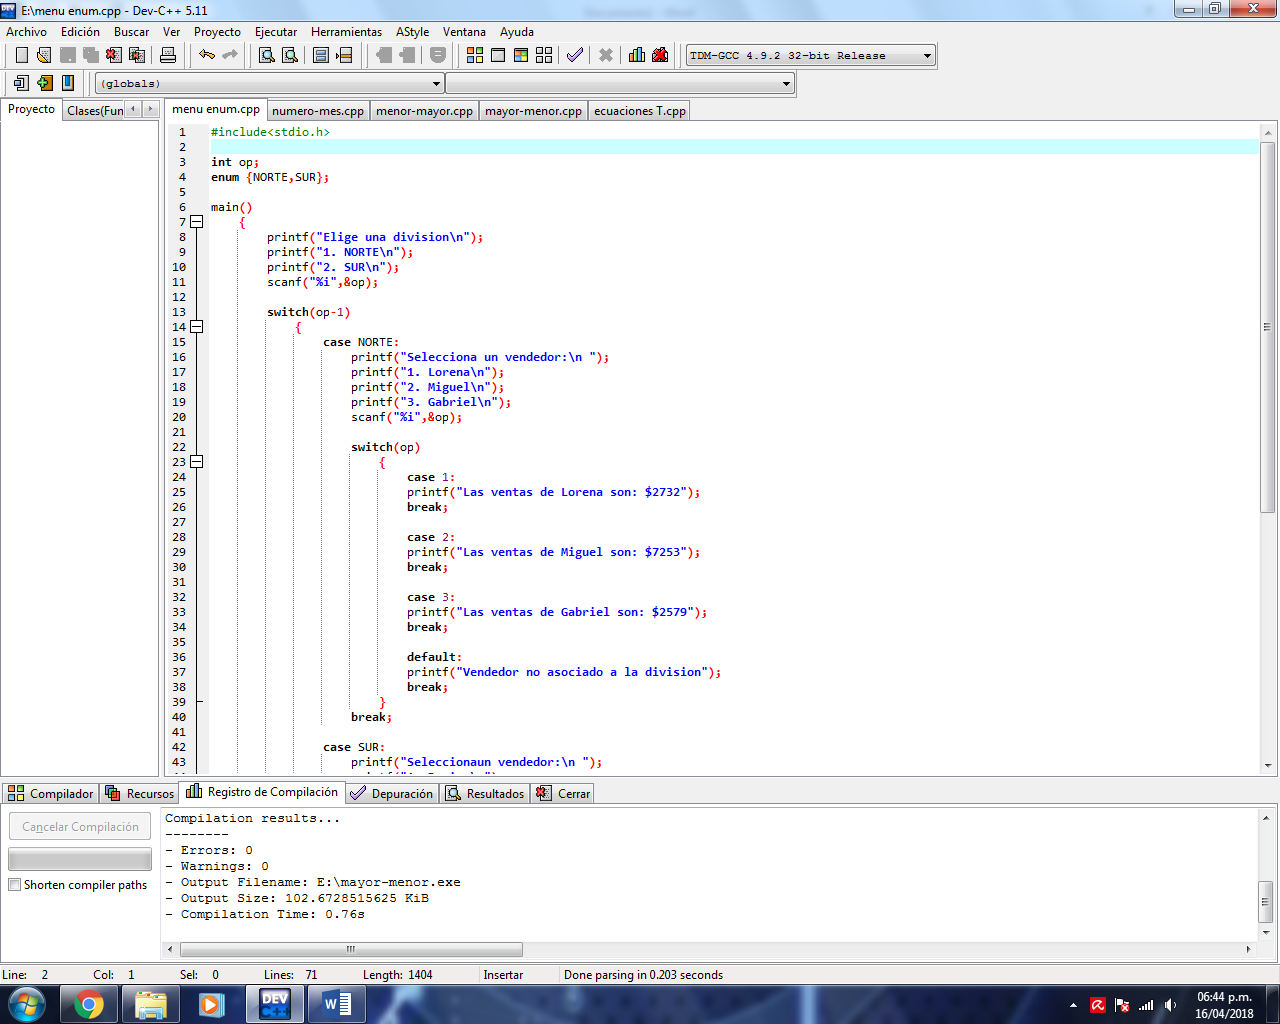 E:\menu enum.cpp - Dev-C++ 5.11
Archivo Edición Buscar Ver Proyecto Ejecutar Herramientas AStyle Ventana Ayuda
TDM-GCC 4.9.2 32-bit Release
(globals)
Proyecto Clases(Fun
menu enum.cpp numero-mes.cpp menor-mayor.cpp mayor-menor.cpp ecuaciones T.cpp
1 #include<stdio.h>
2
3 int op;
4 enum {NORTE,SUR};
5
6 main()
7 {
8 printf("Elige una division\n");
9 printf("1. NORTE\n");
10 printf("2. SUR\n");
11 scanf("%i",&op);
12
13 switch(op-1)
14 {
15 case NORTE:
16 printf("Selecciona un vendedor:\n ");
17 printf("1. Lorena\n");
18 printf("2. Miguel\n");
19 printf("3. Gabriel\n");
20 scanf("%i",&op);
21
22 switch(op)
23 {
24 case 1:
25 printf("Las ventas de Lorena son: $2732");
26 break;
27
28 case 2:
29 printf("Las ventas de Miguel son: $7253");
30 break;
31
32 case 3:
33 printf("Las ventas de Gabriel son: $2579");
34 break;
35
36 default:
37 printf("Vendedor no asociado a la division");
38 break;
39 }
40 break;
41
42 case SUR:
43 printf("Seleccionaun vendedor:\n ");
Compilador Recursos Registro de Compilación Depuración Resultados Cerrar
Cancelar Compilación
Shorten compiler paths
Compilation results...
--------
- Errors: 0
- Warnings: 0
- Output Filename: E:\mayor-menor.exe
- Output Size: 102.6728515625 KiB
- Compilation Time: 0.76s
Line: 2 Col: 1 Sel: 0 Lines: 71 Length: 1404 Insertar Done parsing in 0.203 seconds
DEV C++
W
06:44 p.m.
16/04/2018